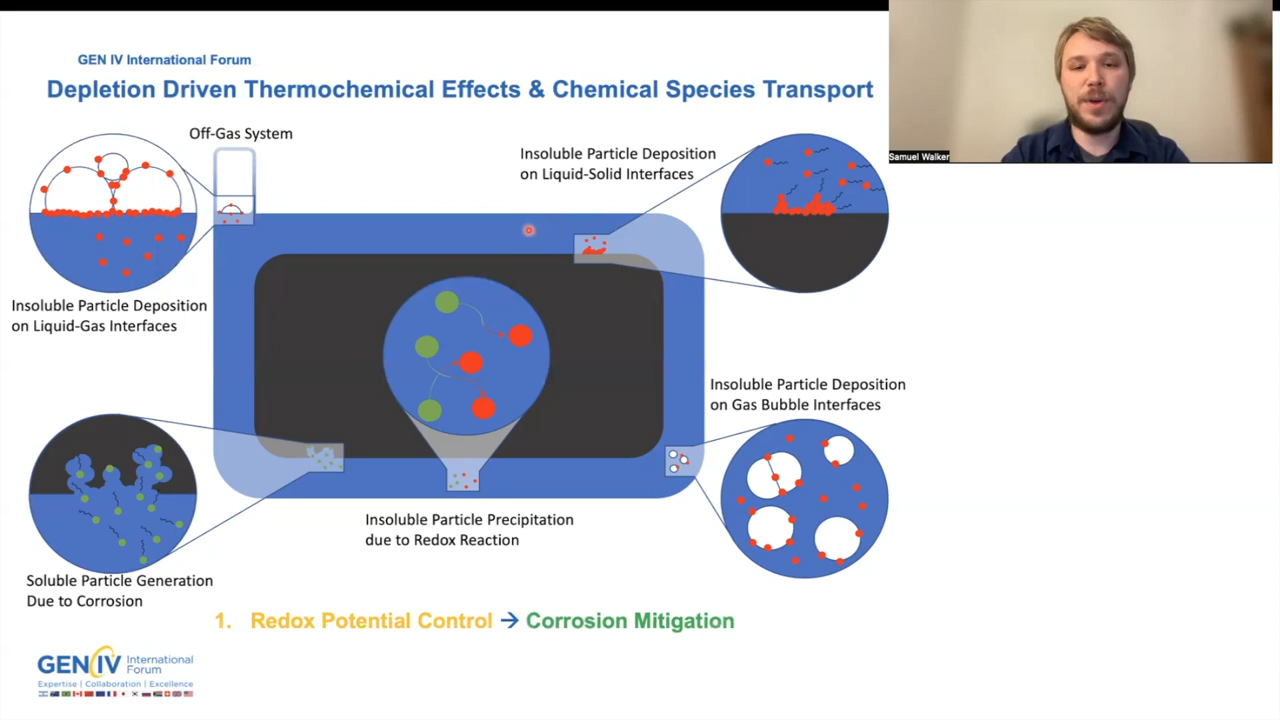 GEN IV International Forum
Depletion Driven Thermochemical Effects & Chemical Species Transport
Off-Gas System
Insoluble Particle Deposition
on Liquid-Solid Interfaces
Samuel Walker
Insoluble Particle Deposition
on Liquid-Gas Interfaces
Insoluble Particle Deposition
on Gas Bubble Interfaces
Insoluble Particle Precipitation
due to Redox Reaction
Soluble Particle Generation
Due to Corrosion
1. Redox Potential Control → Corrosion Mitigation
GEN IV International
Forum
Expertise | Collaboration | Excellence